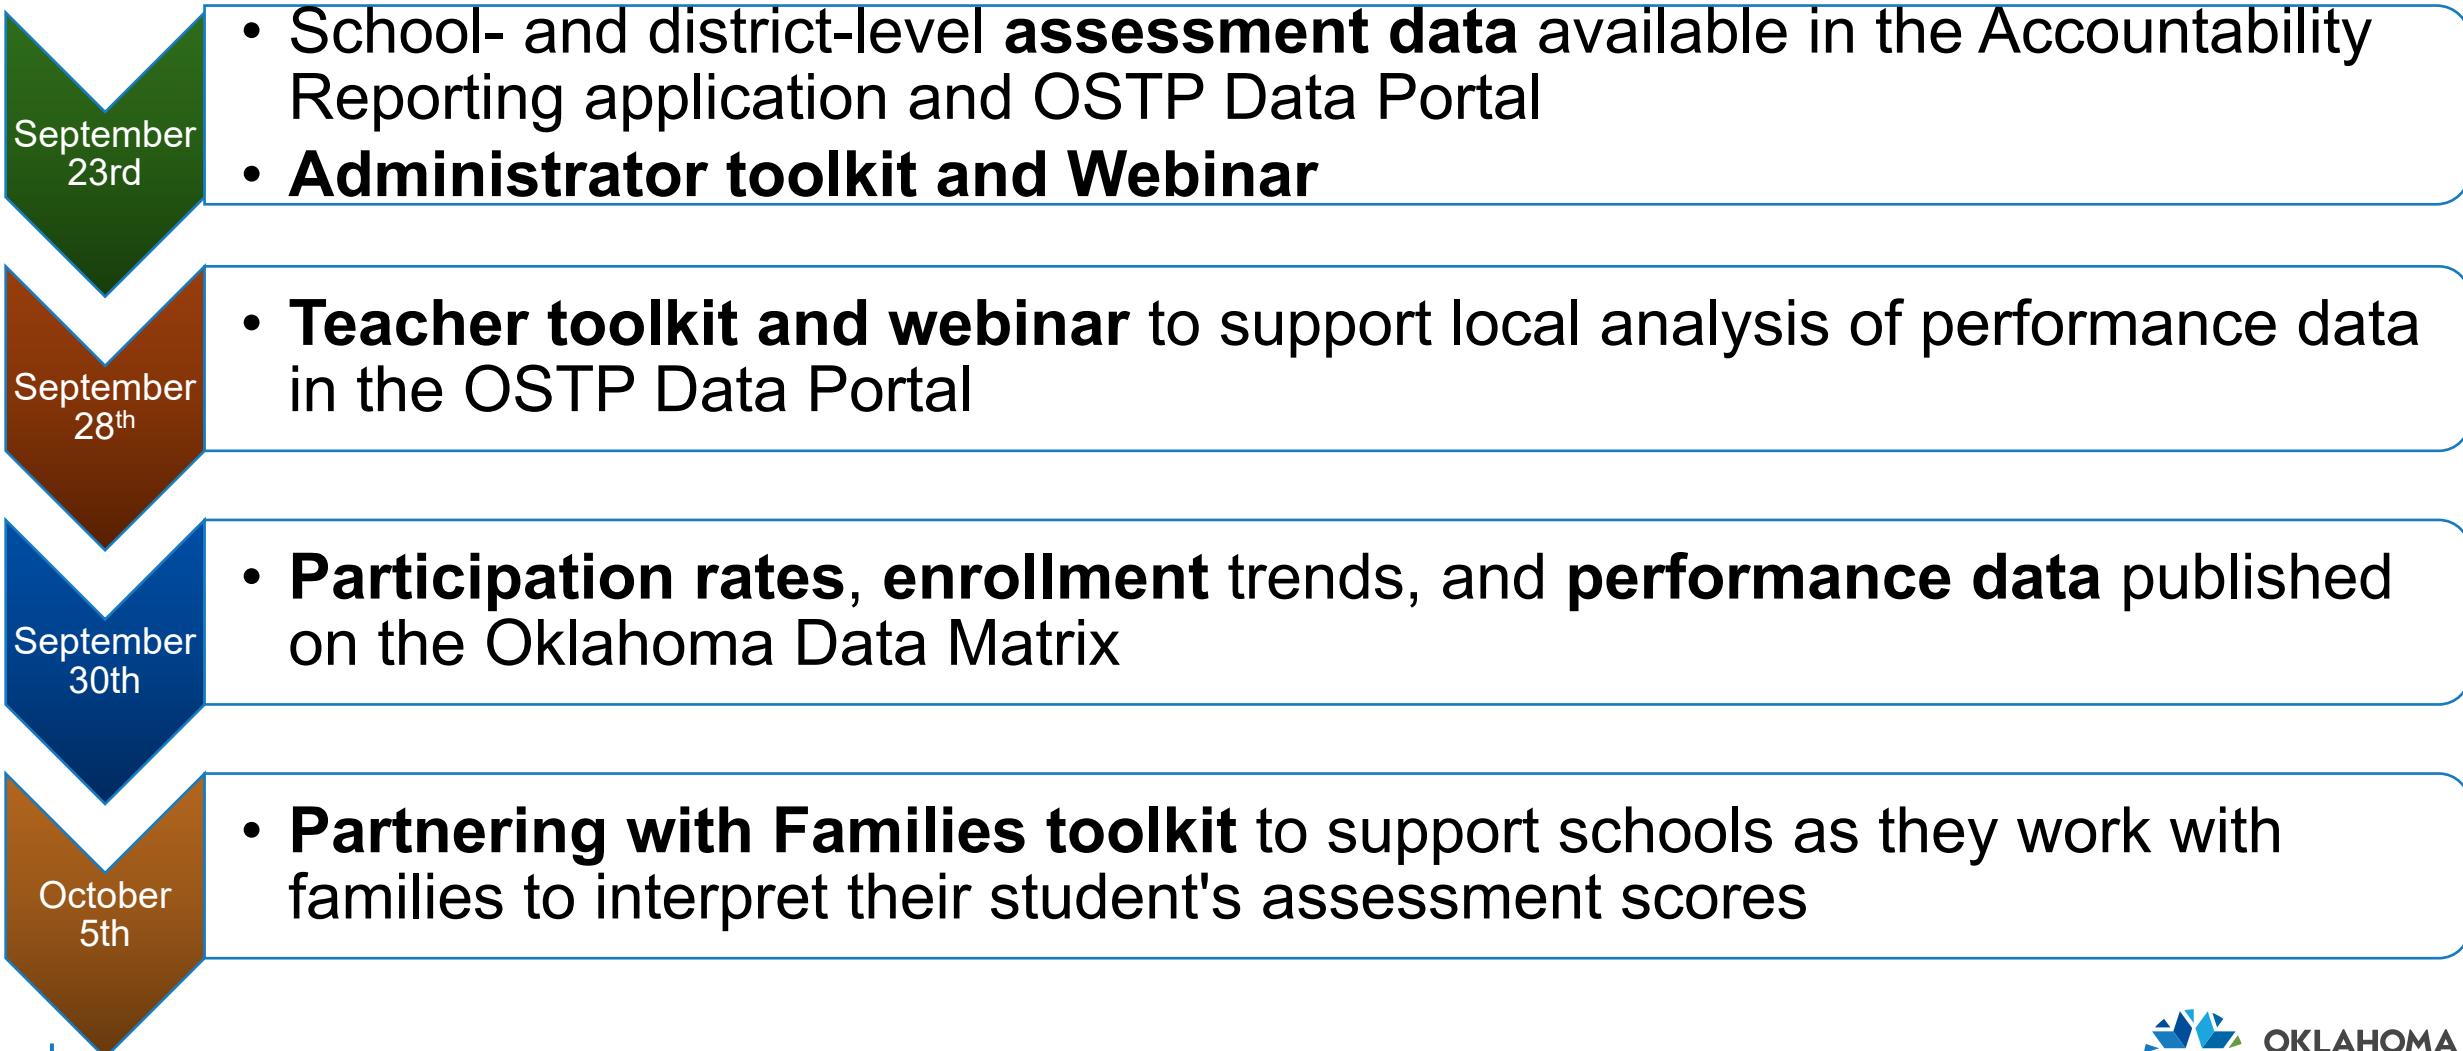 • School- and district-level assessment data available in the Accountability
Reporting application and OSTP Data Portal
• Administrator toolkit and Webinar
September
23rd
• Teacher toolkit and webinar to support local analysis of performance data
in the OSTP Data Portal
September
28th
• Participation rates, enrollment trends, and performance data published
on the Oklahoma Data Matrix
September
30th
• Partnering with Families toolkit to support schools as they work with
families to interpret their student's assessment scores
October
5th
OKLAHOMA